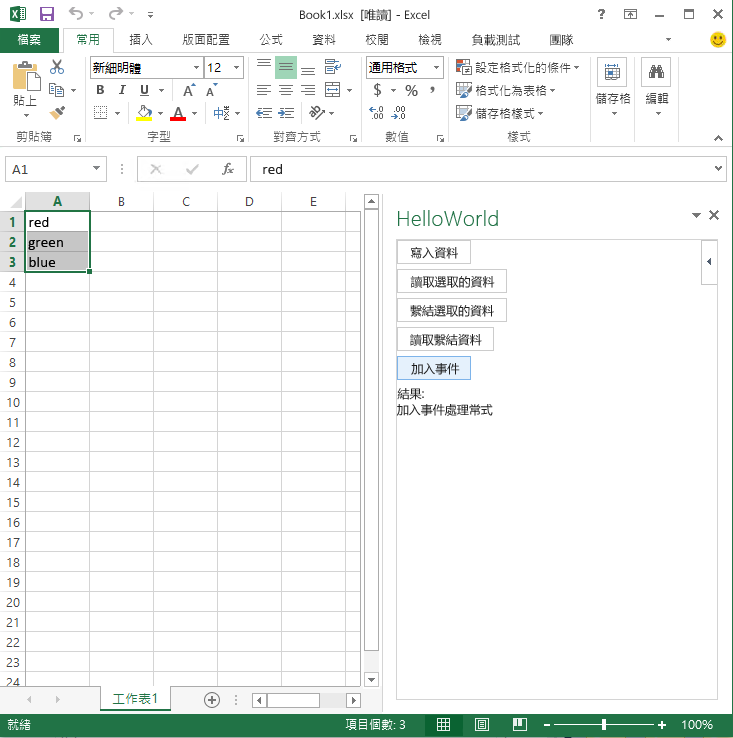 Book1.xlsx [唯讀] - Excel
?
檔案 常用 插入 版面配置 公式 資料 校閱 檢視 負載測試 團隊
貼上
剪貼簿
新細明體 12
B I U A A
A 中
字型
對齊方式
通用格式
$ % ,
.00 .0
.00 .0
數值
設定格式化的條件
格式化為表格
儲存格樣式
樣式
儲存格
編輯
A1 fx red
A B C D E
1 red
2 green
3 blue
4
5
6
7
8
9
10
11
12
13
14
15
16
17
18
19
20
21
22
23
24
工作表1
HelloWorld
寫入資料
讀取選取的資料
繫結選取的資料
讀取繫結資料
加入事件
結果:
加入事件處理常式
就緒 項目個數: 3 100%